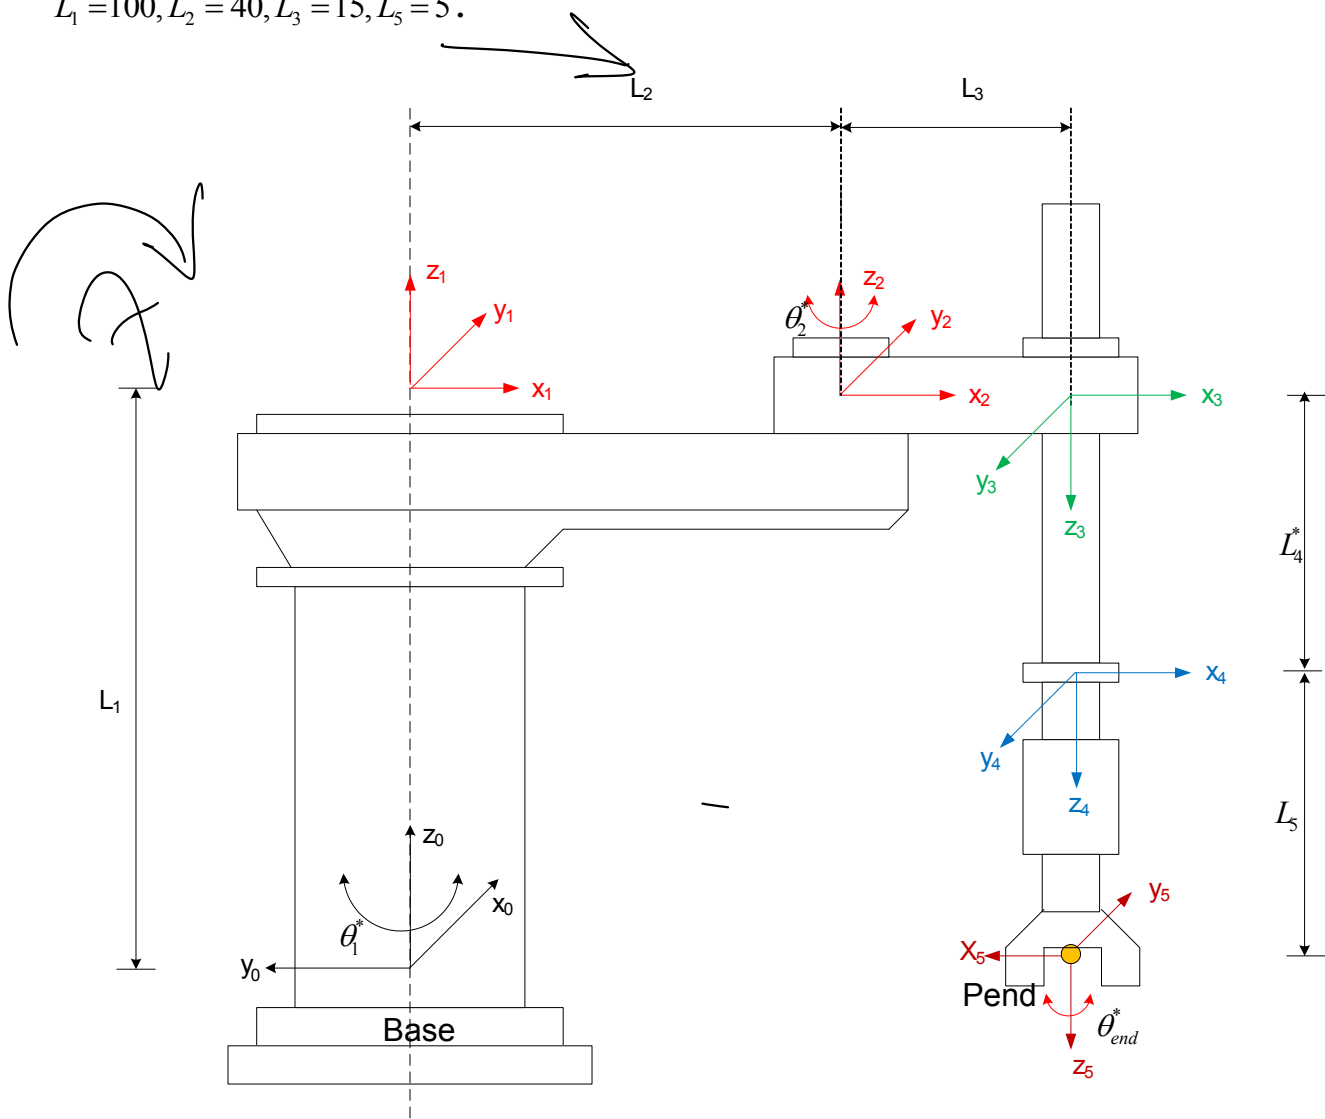 L₁ =100, L₂ = 40, L₃ =15, L₅ = 5 .
L₂
L₃
z₁
z₂
y₁
θ₂*
y₂
x₁
x₂
x₃
y₃
z₃
L₄*
L₁
x₄
y₄
z₄
L₅
z₀
y₅
x₀
θ₁*
y₀
X₅
Pend
θ*end
Base
z₅